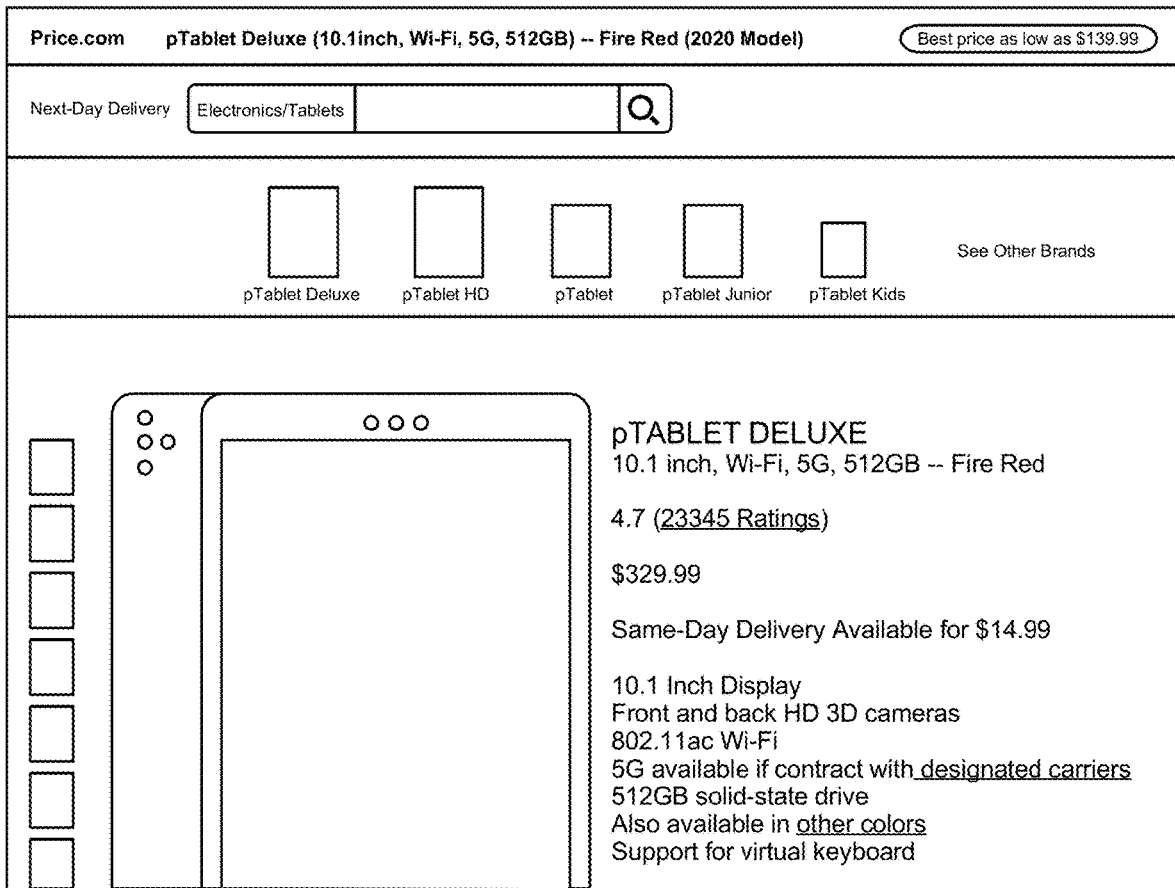 Price.com pTablet Deluxe (10.1inch, Wi-Fi, 5G, 512GB) -- Fire Red (2020 Model) Best price as low as $139.99
Next-Day Delivery Electronics/Tablets
See Other Brands
pTablet Deluxe pTablet HD pTablet pTablet Junior pTablet Kids
pTABLET DELUXE
10.1 inch, Wi-Fi, 5G, 512GB -- Fire Red
4.7 (23345 Ratings)
$329.99
Same-Day Delivery Available for $14.99
10.1 Inch Display
Front and back HD 3D cameras
802.11ac Wi-Fi
5G available if contract with designated carriers
512GB solid-state drive
Also available in other colors
Support for virtual keyboard